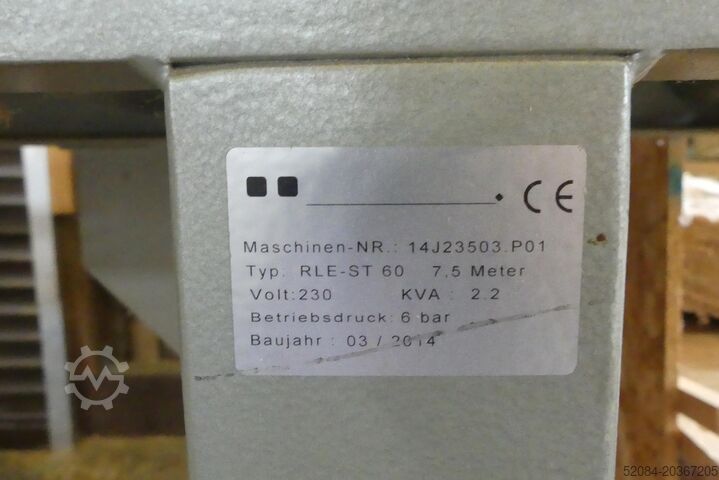 CE
Maschinen-NR.: 14J23503.P01
Typ: RLE-ST 60 7,5 Meter
Volt:230 KVA : 2.2
Betriebsdruck: 6 bar
Baujahr : 03 / 2014
52084-20367205